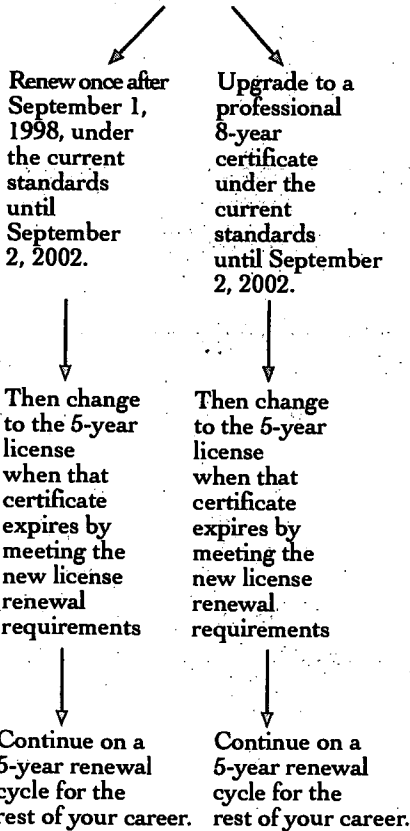 Renew once after
September 1,
1998, under
the current
standards
until
September
2, 2002.
Then change
to the 5-year
license
when that
certificate
expires by
meeting the
new license
renewal
requirements
Continue on a
5-year renewal
cycle for the
rest of your career.
Upgrade to a
professional
8-year
certificate
under the
current
standards
until September
2, 2002.
Then change
to the 5-year
license
when that
certificate
expires by
meeting the
new license
renewal
requirements
Continue on a
5-year renewal
cycle for the
rest of your career.